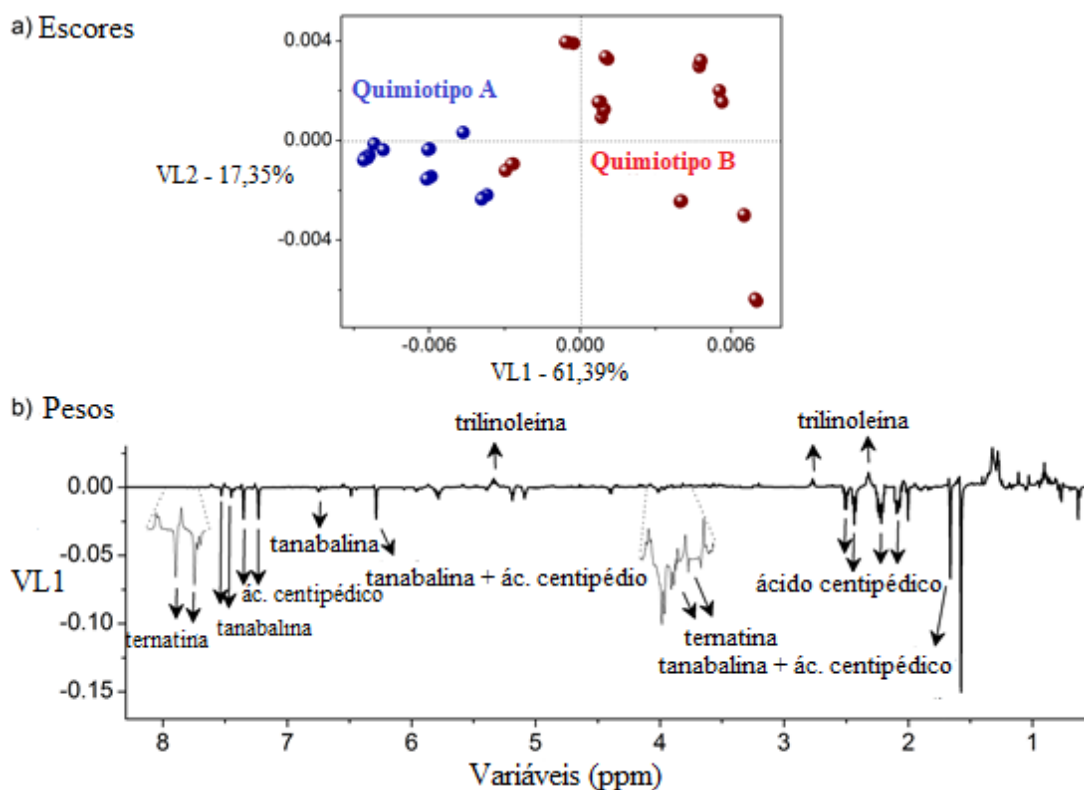 a) Escores
0.004
Quimiotipo A
0.000
VL2 - 17,35%
Quimiotipo B
-0.004
-0.006 0.000 0.006
VL1 - 61,39%
b) Pesos
trilinoleína trilinoleína
0.00
tanabalina
-0.05
tanabalina + ác. centipédio
VL1
ác. centipédico
ácido centipédico
-0.10
ternatina
tanabalina
ternatina
tanabalina + ác. centipédico
-0.15
8 7 6 5 4 3 2 1
Variáveis (ppm)